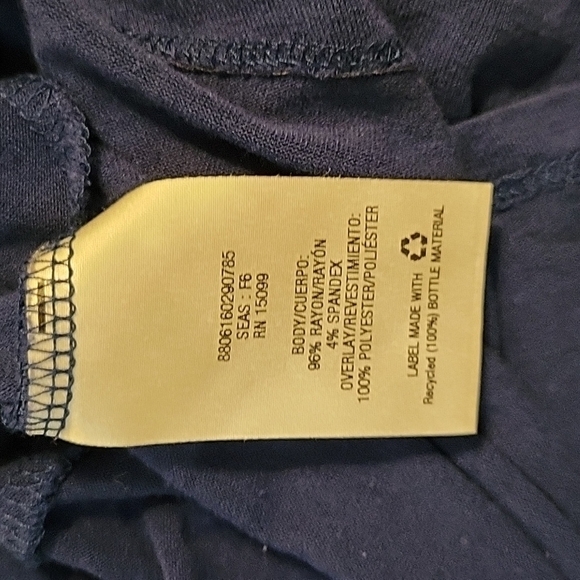 8806160290785
SEAS : F6
RN 15099
BODY/CUERPO:
96% RAYON/RAYÓN
4% SPANDEX
OVERLAY/REVESTIMIENTO:
100% POLYESTER/POLIÉSTER
LABEL MADE WITH
Recycled (100%) BOTTLE MATERIAL